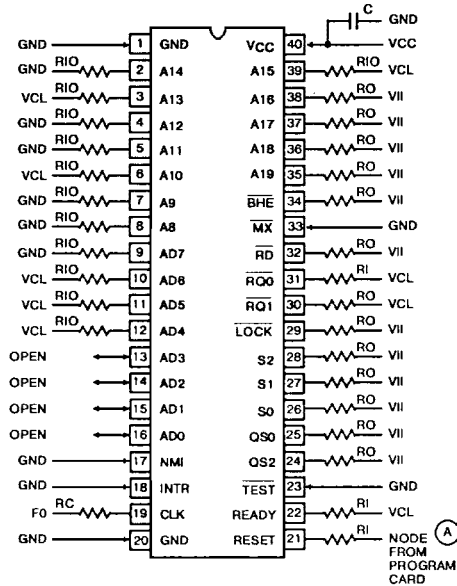 C
GND
GND 1 GND VCC 40 VCC
GND RIO 2 A14 A15 39 RIO VCL
VCL RIO 3 A13 A16 38 RO VII
GND RIO 4 A12 A17 37 RO VII
GND RIO 5 A11 A18 36 RO VII
VCL RIO 6 A10 A19 35 RO VII
GND RIO 7 A9 BHE 34 RO VII
GND RIO 8 A8 MX 33 GND
GND RIO 9 AD7 RD 32 RO VII
VCL RIO 10 AD6 RQ0 31 RI VCL
VCL RIO 11 AD5 RQ1 30 RO VCL
VCL RIO 12 AD4 LOCK 29 RO VII
OPEN 13 AD3 S2 28 RO VII
OPEN 14 AD2 S1 27 RO VII
OPEN 15 AD1 S0 26 RO VII
OPEN 16 AD0 QS0 25 RO VII
GND 17 NMI QS2 24 RO VII
GND 18 INTR TEST 23 GND
F0 RC 19 CLK READY 22 RI VCL
GND 20 GND RESET 21 RI NODE A
FROM
PROGRAM
CARD